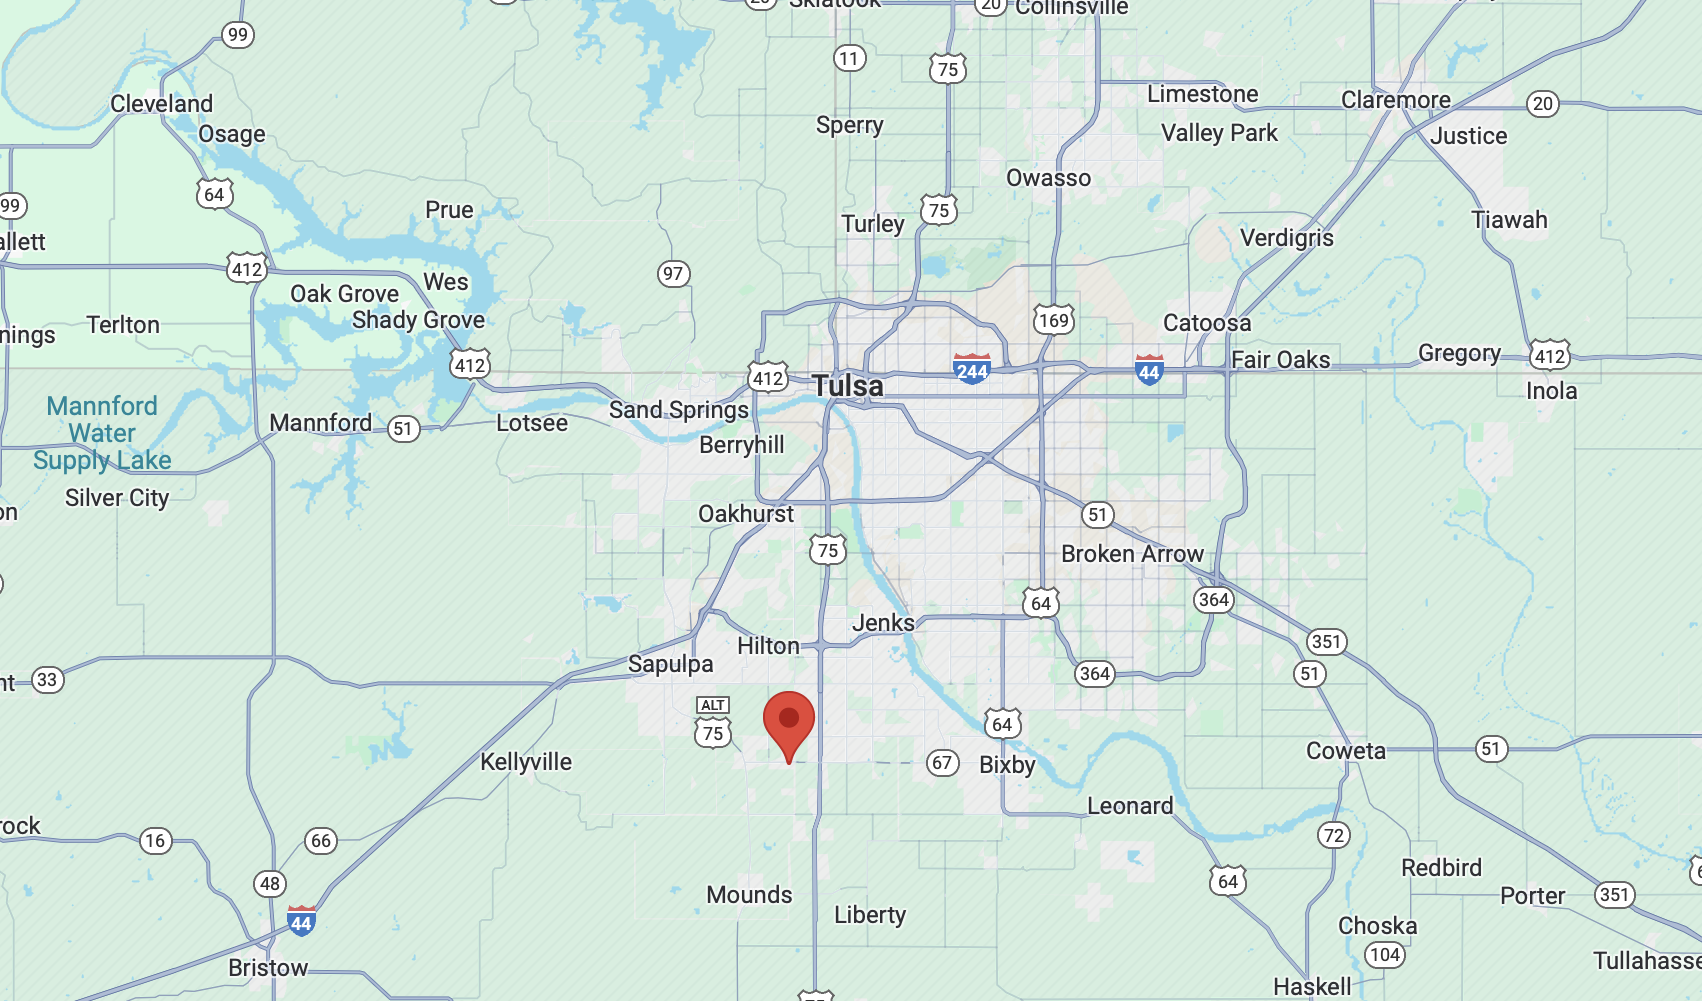 20
Skiatook
20
Collinsville
99
11
75
Cleveland
Limestone
Claremore
20
Osage
Sperry
Valley Park
Justice
64
Owasso
99
Prue
75
Turley
Tiawah
allett
Verdigris
412
97
Wes
Oak Grove
Shady Grove
169
Catoosa
Terlton
nings
412
412
Tulsa
244
44
Fair Oaks
Gregory
412
Inola
Mannford
Water
Supply Lake
Mannford
51
Lotsee
Sand Springs
Berryhill
Silver City
on
Oakhurst
51
75
Broken Arrow
64
364
Jenks
Hilton
351
Sapulpa
33
nt
364
51
ALT
75
64
Kellyville
67
Bixby
Coweta
51
Leonard
rock
16
66
72
48
Redbird
64
Mounds
Porter
351
6
44
Liberty
Choska
104
Bristow
Tullahasse
Haskell
75